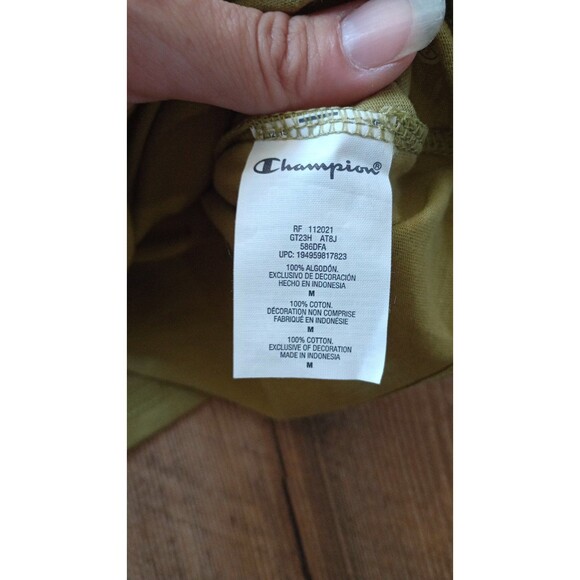 Champion®
RF 112021
GT23H AT8J
586DFA
UPC: 194959817823
100% ALGODÓN.
EXCLUSIVO DE DECORACIÓN
HECHO EN INDONESIA
M
100% COTON.
DÉCORATION NON COMPRISE
FABRIQUÉ EN INDONÉSIE
M
100% COTTON.
EXCLUSIVE OF DECORATION
MADE IN INDONESIA
M